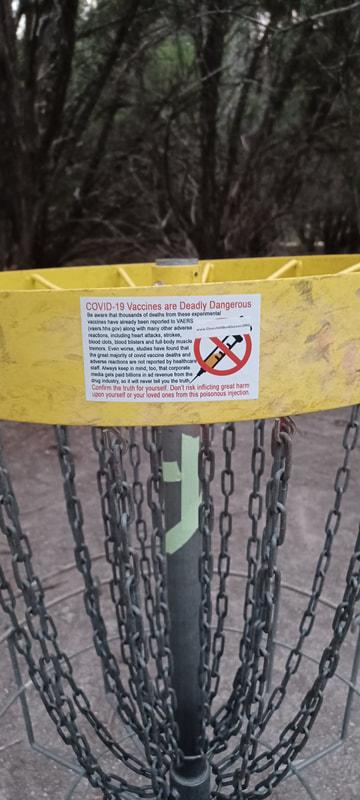 COVID-19 Vaccines are Deadly Dangerous
Be aware that thousands of deaths from these experimental
vaccines have already been reported to VAERS
(vaers.hhs.gov) along with many other adverse
reactions, including heart attacks, strokes,
blood clots, blood blisters and full-body muscle
tremors. Even worse, studies have found that
the great majority of covid vaccine deaths and
adverse reactions are not reported by healthcare
staff. Always keep in mind, too, that corporate
media gets paid billions in ad revenue from the
drug industry, so it will never tell you the truth.
Confirm the truth for yourself. Don't risk inflicting great harm
upon yourself or your loved ones from this poisonous injection.